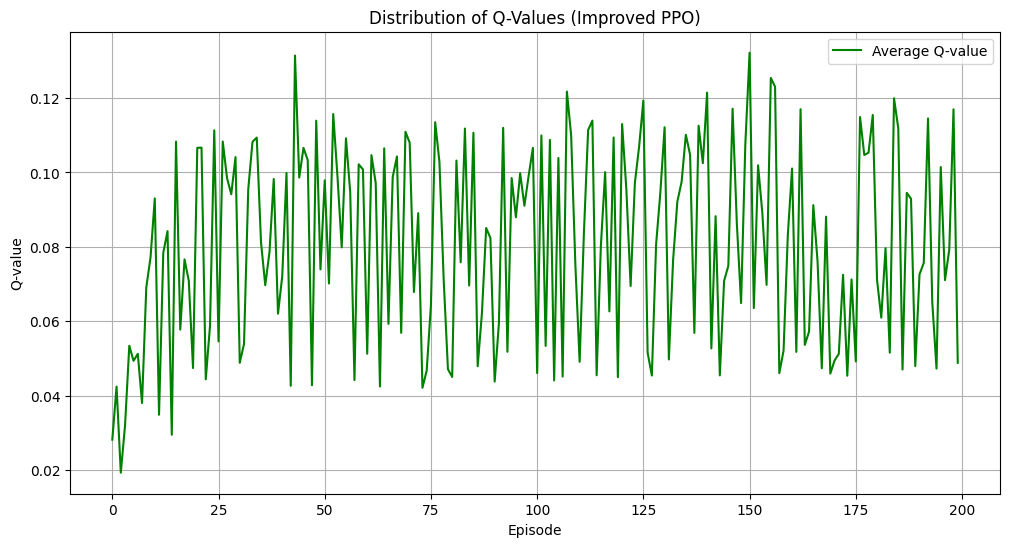 Distribution of Q-Values (Improved PPO)
Average Q-value
0.12
0.10
0.08
0.06
0.04
0.02
Q-value
0 25 50 75 100 125 150 175 200
Episode